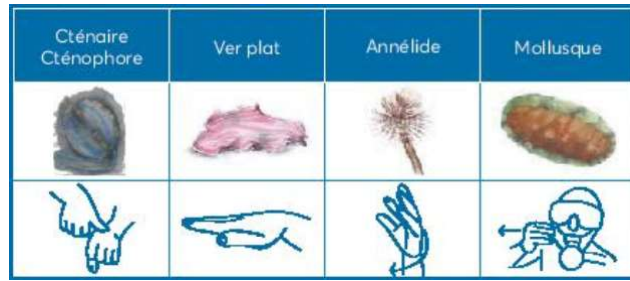 Cténaire
Cténophore
Ver plat
Annélide
Mollusque